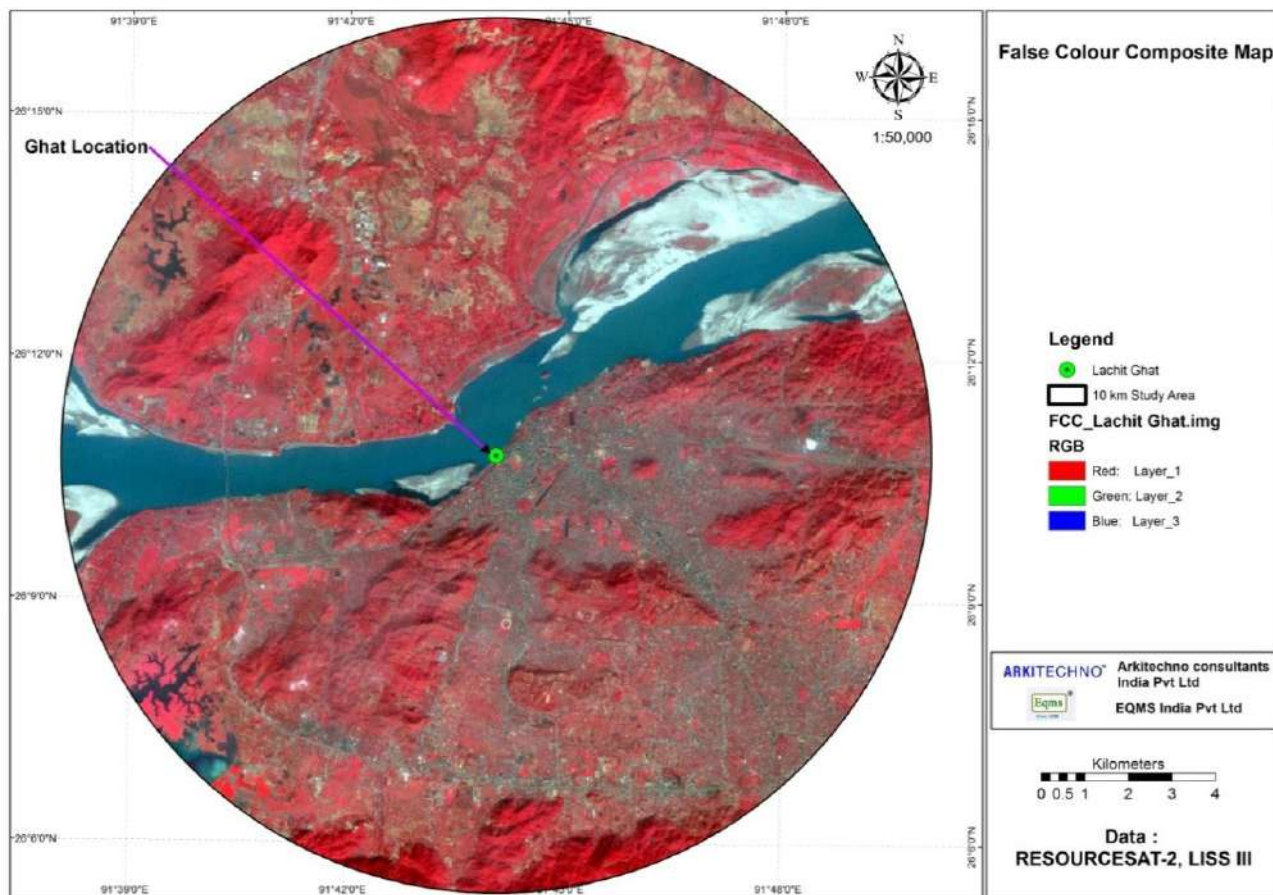 91°39'0"E 91°42'0"E 91°45'0"E 91°48'0"E
False Colour Composite Map
N
W E
S
1:50,000
26°15'0"N 26°15'0"N
Ghat Location
26°12'0"N 26°12'0"N
Legend
Lachit Ghat
10 km Study Area
FCC_Lachit Ghat.img
RGB
Red: Layer_1
Green: Layer_2
Blue: Layer_3
26°9'0"N 26°9'0"N
ARKITECHNO Arkitechno consultants
India Pvt Ltd
Eqms
EQMS India Pvt Ltd
Kilometers
0 0.5 1 2 3 4
26°6'0"N 26°6'0"N
Data :
RESOURCESAT-2, LISS III
91°39'0"E 91°42'0"E 91°45'0"E 91°48'0"E